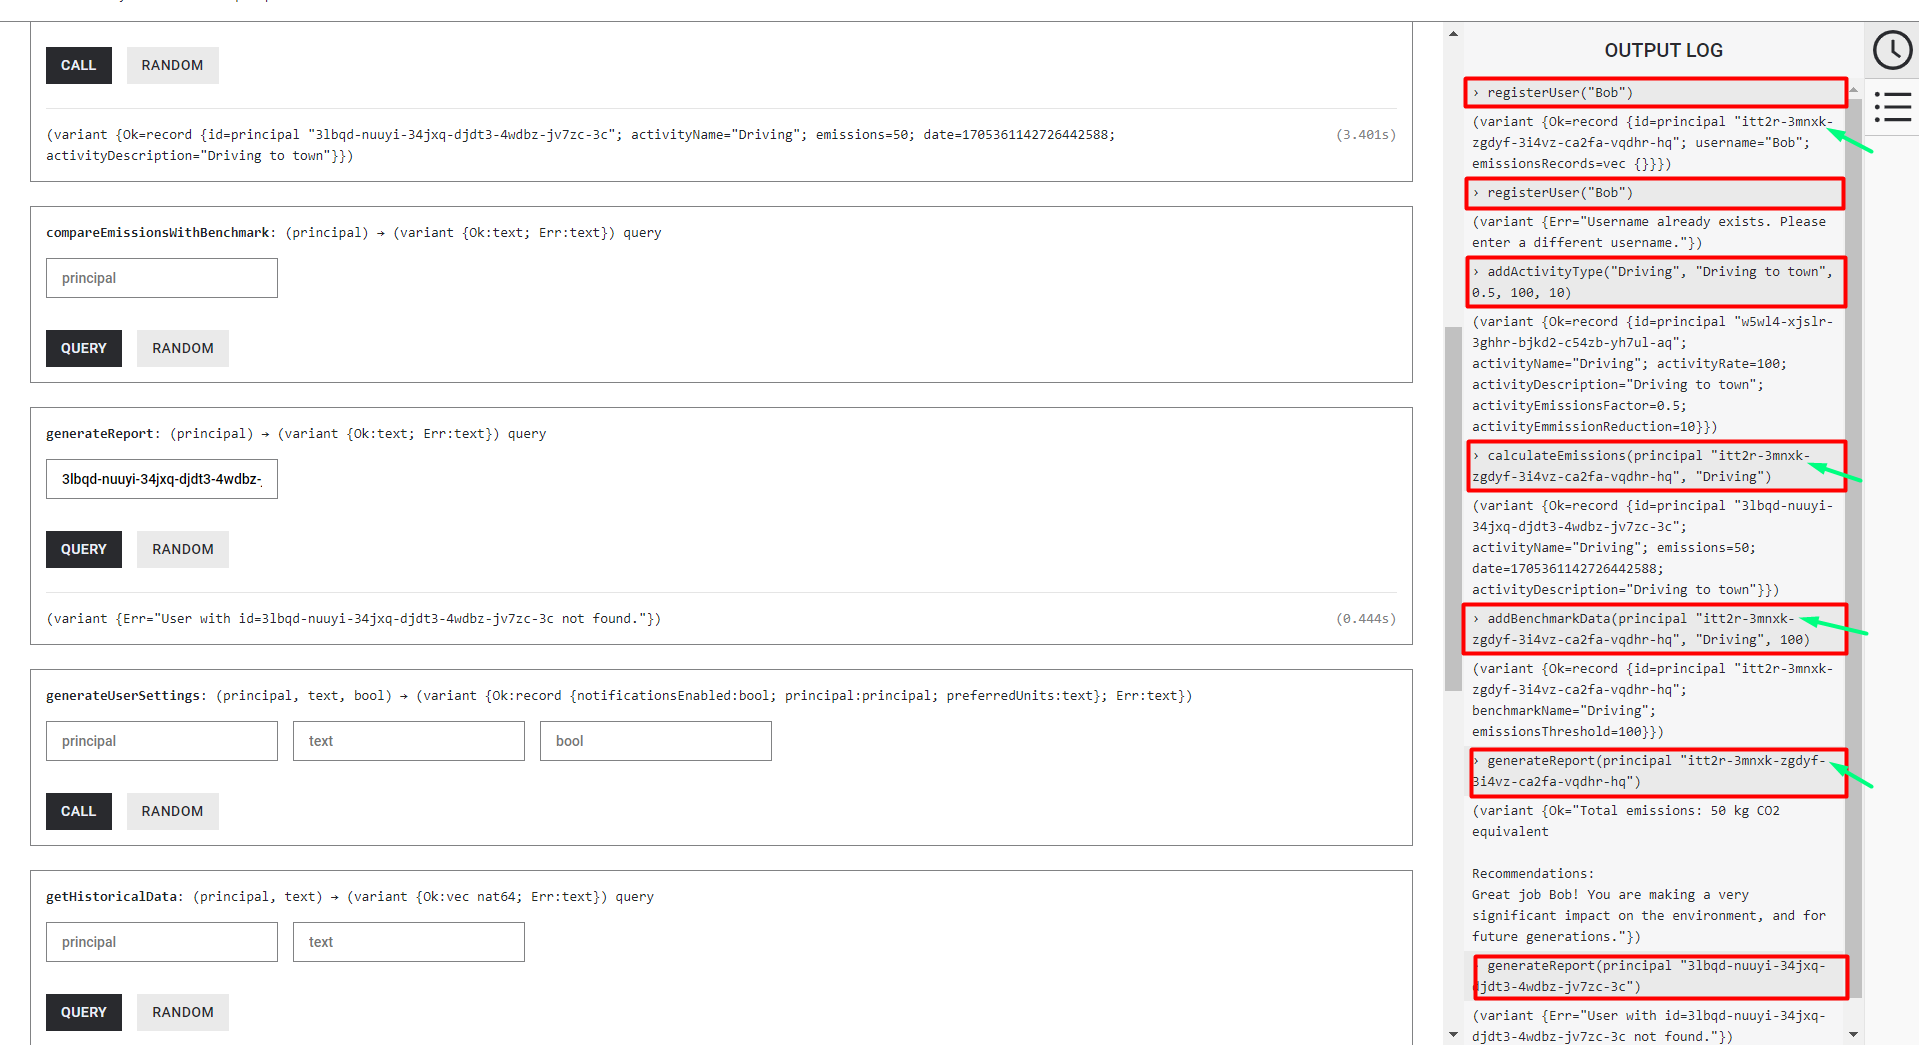 CALL
RANDOM
(variant {Ok=record {id=principal "3lbqd-nuuyi-34jxq-djdt3-4wdbz-jv7zc-3c"; activityName="Driving"; emissions=50; date=1705361142726442588;
(3.401s)
activityDescription="Driving to town"}})
compareEmissionsWithBenchmark: (principal) → (variant {Ok:text; Err:text}) query
principal
QUERY
RANDOM
generateReport: (principal) → (variant {Ok:text; Err:text}) query
3lbqd-nuuyi-34jxq-djdt3-4wdbz-
QUERY
RANDOM
(variant {Err="User with id=3lbqd-nuuyi-34jxq-djdt3-4wdbz-jv7zc-3c not found."})
(0.444s)
generateUserSettings: (principal, text, bool) → (variant {Ok:record {notificationsEnabled:bool; principal:principal; preferredUnits:text}; Err:text})
principal
text
bool
CALL
RANDOM
getHistoricalData: (principal, text) → (variant {Ok:vec nat64; Err:text}) query
principal
text
QUERY
RANDOM
OUTPUT LOG
› registerUser("Bob")
(variant {Ok=record {id=principal "itt2r-3mnxk-
zgdyf-3i4vz-ca2fa-vqdhr-hq"; username="Bob";
emissionsRecords=vec {}}})
› registerUser("Bob")
(variant {Err="Username already exists. Please
enter a different username."})
› addActivityType("Driving", "Driving to town",
0.5, 100, 10)
(variant {Ok=record {id=principal "w5wl4-xjslr-
3ghhr-bjkd2-c54zb-yh7ul-aq";
activityName="Driving"; activityRate=100;
activityDescription="Driving to town";
activityEmissionsFactor=0.5;
activityEmmissionReduction=10}})
› calculateEmissions(principal "itt2r-3mnxk-
zgdyf-3i4vz-ca2fa-vqdhr-hq", "Driving")
(variant {Ok=record {id=principal "3lbqd-nuuyi-
34jxq-djdt3-4wdbz-jv7zc-3c";
activityName="Driving"; emissions=50;
date=1705361142726442588;
activityDescription="Driving to town"}})
› addBenchmarkData(principal "itt2r-3mnxk-
zgdyf-3i4vz-ca2fa-vqdhr-hq", "Driving", 100)
(variant {Ok=record {id=principal "itt2r-3mnxk-
zgdyf-3i4vz-ca2fa-vqdhr-hq";
benchmarkName="Driving";
emissionsThreshold=100}})
› generateReport(principal "itt2r-3mnxk-zgdyf-
3i4vz-ca2fa-vqdhr-hq")
(variant {Ok="Total emissions: 50 kg CO2
equivalent
Recommendations:
Great job Bob! You are making a very
significant impact on the environment, and for
future generations."})
generateReport(principal "3lbqd-nuuyi-34jxq-
djdt3-4wdbz-jv7zc-3c")
(variant {Err="User with id=3lbqd-nuuyi-34jxq-
djdt3-4wdbz-jv7zc-3c not found."})